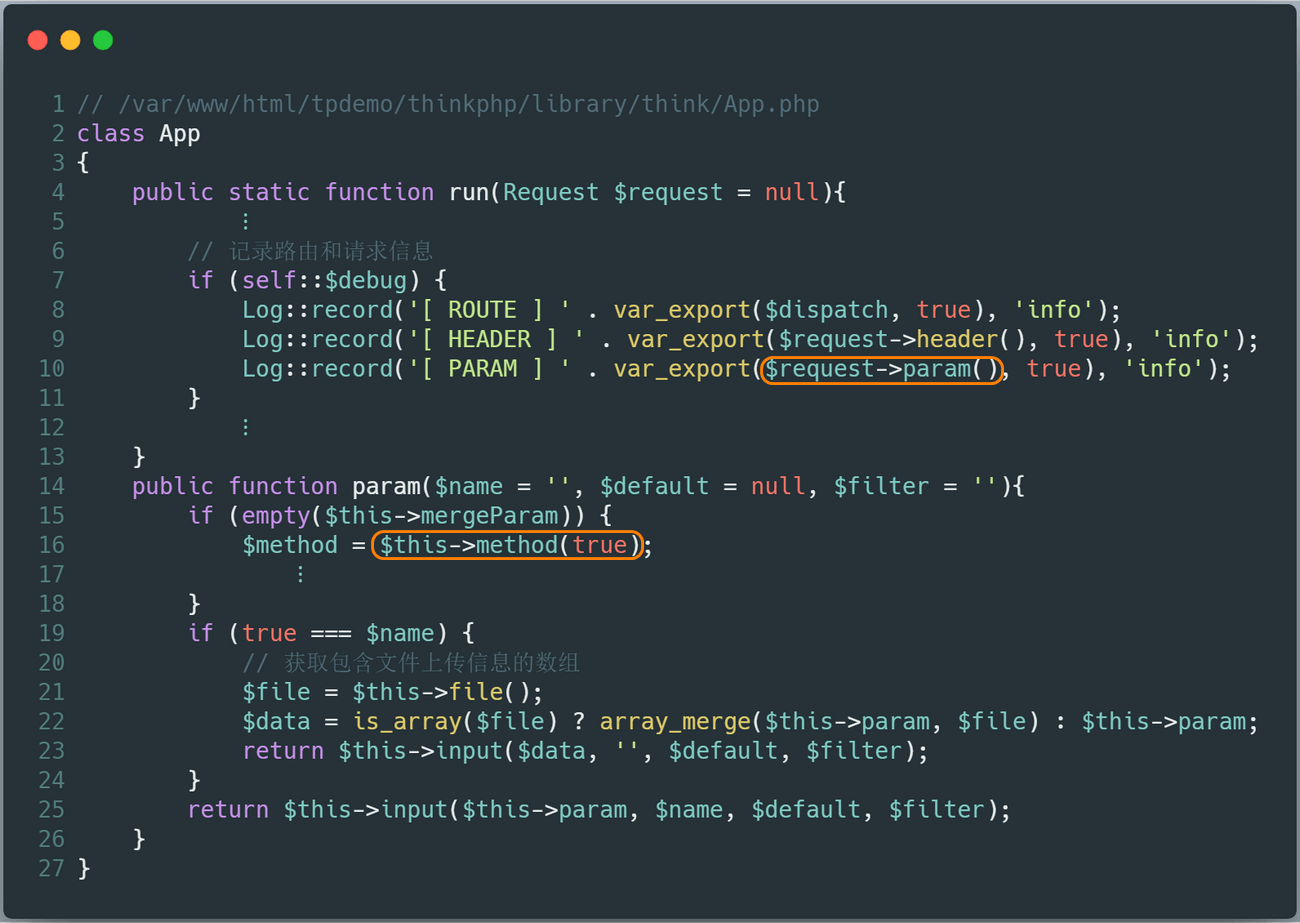 1 // /var/www/html/tpdemo/thinkphp/library/think/App.php
2 class App
3 {
4     public static function run(Request $request = null){
5             ⋮
6         // 记录路由和请求信息
7         if (self::$debug) {
8             Log::record('[ ROUTE ] ' . var_export($dispatch, true), 'info');
9             Log::record('[ HEADER ] ' . var_export($request->header(), true), 'info');
10             Log::record('[ PARAM ] ' . var_export($request->param(), true), 'info');
11         }
12             ⋮
13     }
14     public function param($name = '', $default = null, $filter = ''){
15         if (empty($this->mergeParam)) {
16             $method = $this->method(true);
17                 ⋮
18         }
19         if (true === $name) {
20             // 获取包含文件上传信息的数组
21             $file = $this->file();
22             $data = is_array($file) ? array_merge($this->param, $file) : $this->param;
23             return $this->input($data, '', $default, $filter);
24         }
25         return $this->input($this->param, $name, $default, $filter);
26     }
27 }